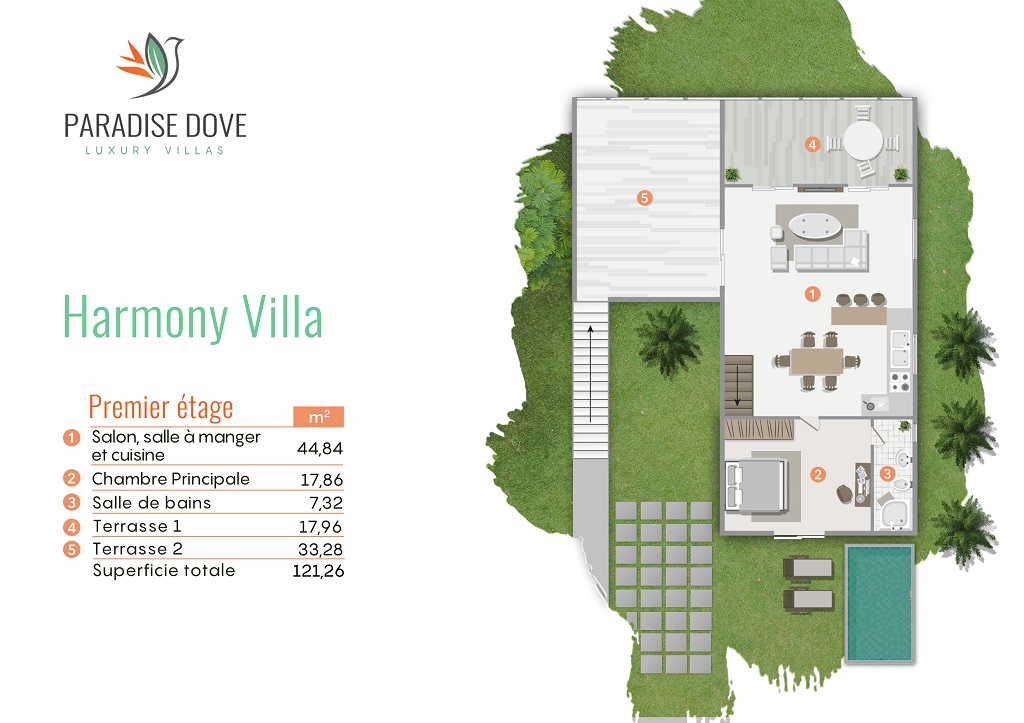 PARADISE DOVE
LUXURY VILLAS
Harmony Villa
Premier étage m²
1 Salon, salle à manger
et cuisine 44,84
2 Chambre Principale 17,86
3 Salle de bains 7,32
4 Terrasse 1 17,96
5 Terrasse 2 33,28
Superficie totale 121,26
4
5
1
2
3